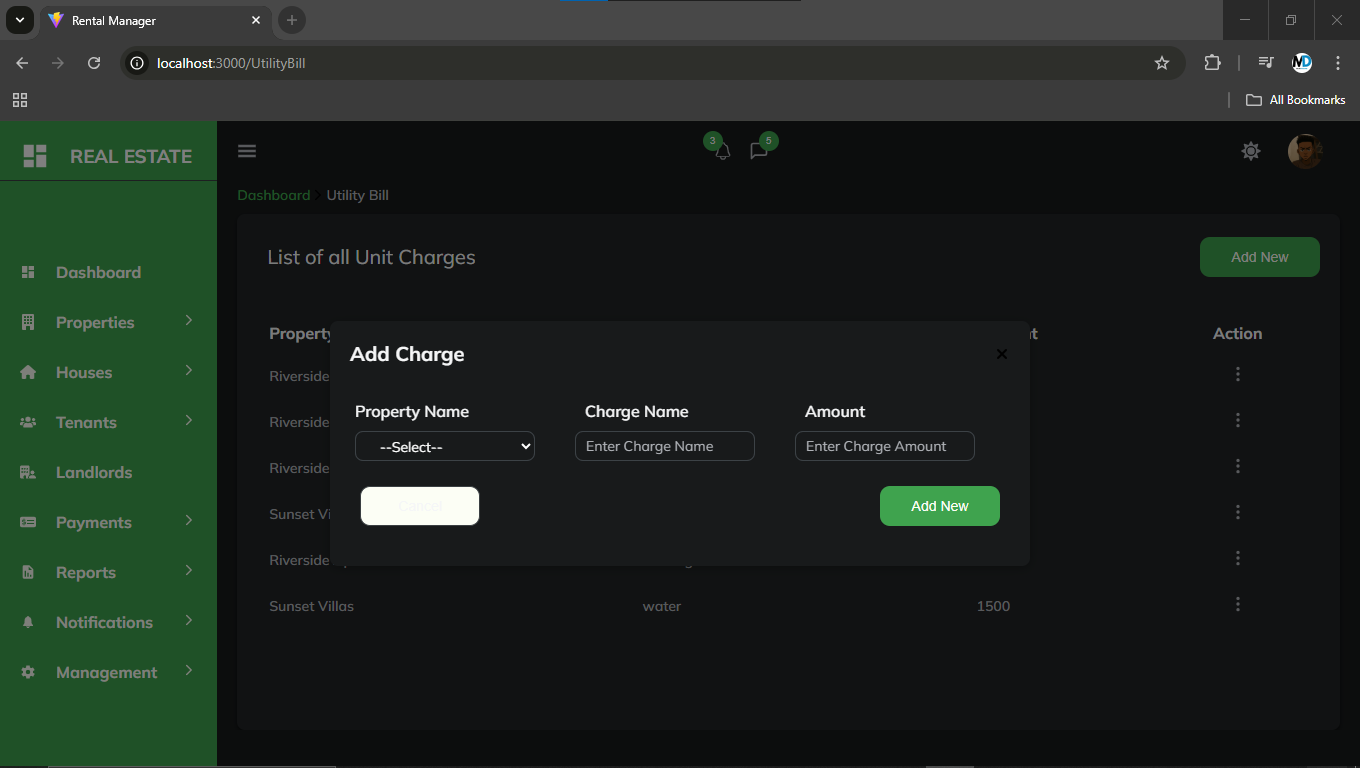 Rental Manager
localhost:3000/UtilityBill
All Bookmarks
REAL ESTATE
3
5
Dashboard
Utility Bill
List of all Unit Charges
Add New
Dashboard
Properties
Houses
Tenants
Landlords
Payments
Reports
Notifications
Management
Property
Action
Riverside
Riverside
Riverside
Sunset Vi
Riverside
Sunset Villas water 1500
Add Charge
Property Name Charge Name Amount
--Select-- Enter Charge Name Enter Charge Amount
Cancel Add New